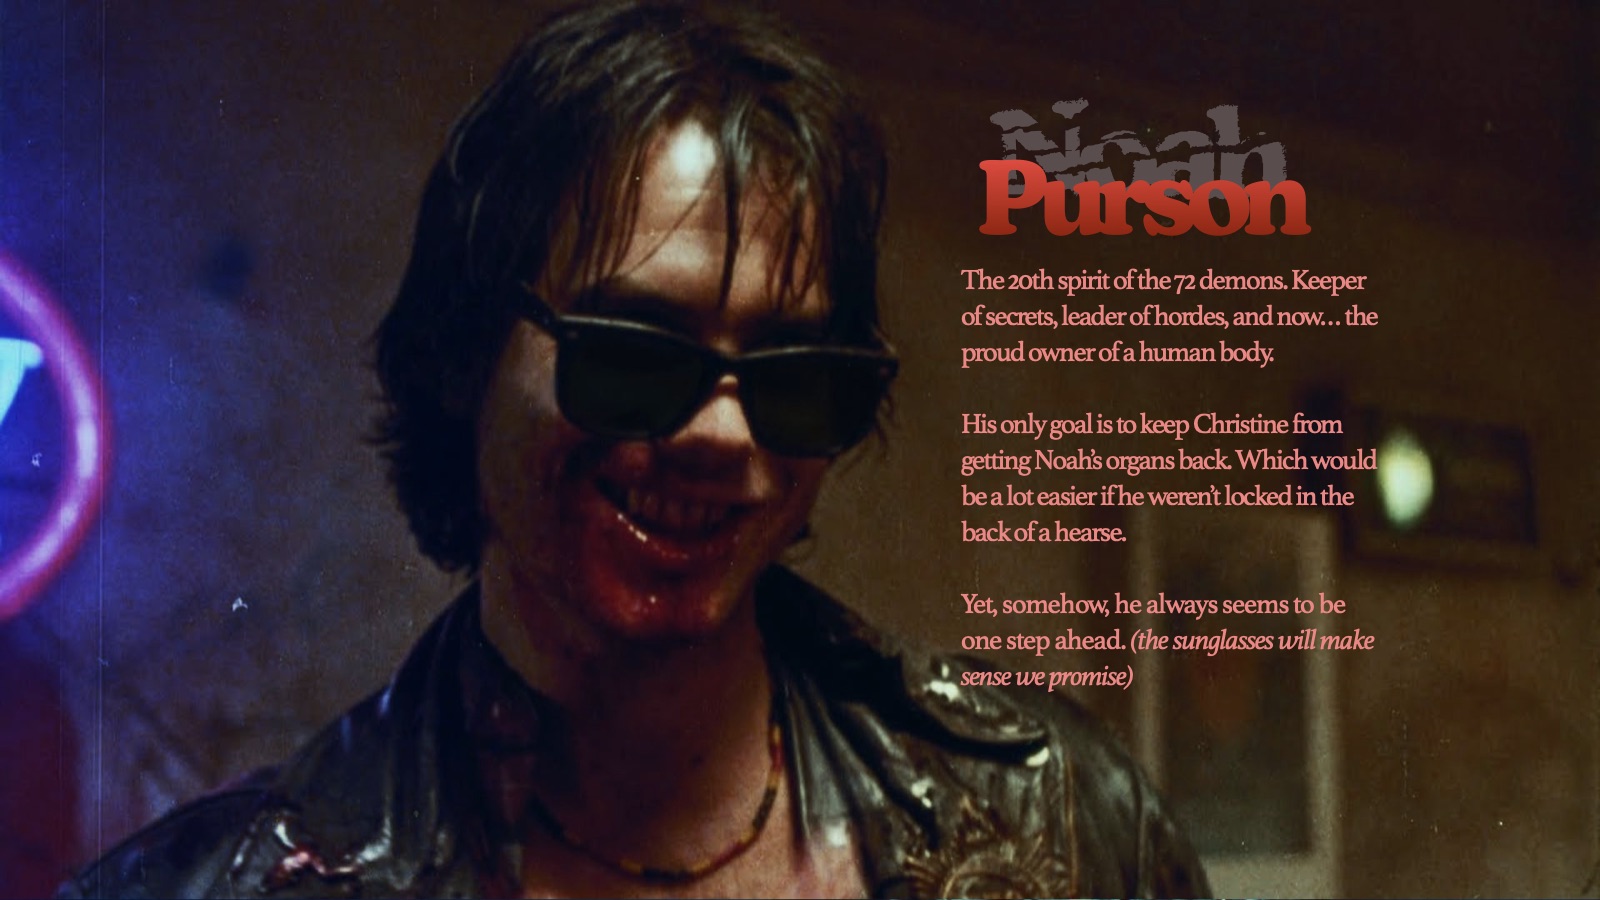 Noah
Purson
The 20th spirit of the 72 demons. Keeper
of secrets, leader of hordes, and now… the
proud owner of a human body.
His only goal is to keep Christine from
getting Noah’s organs back. Which would
be a lot easier if he weren’t locked in the
back of a hearse.
Yet, somehow, he always seems to be
one step ahead. (the sunglasses will make
sense we promise)